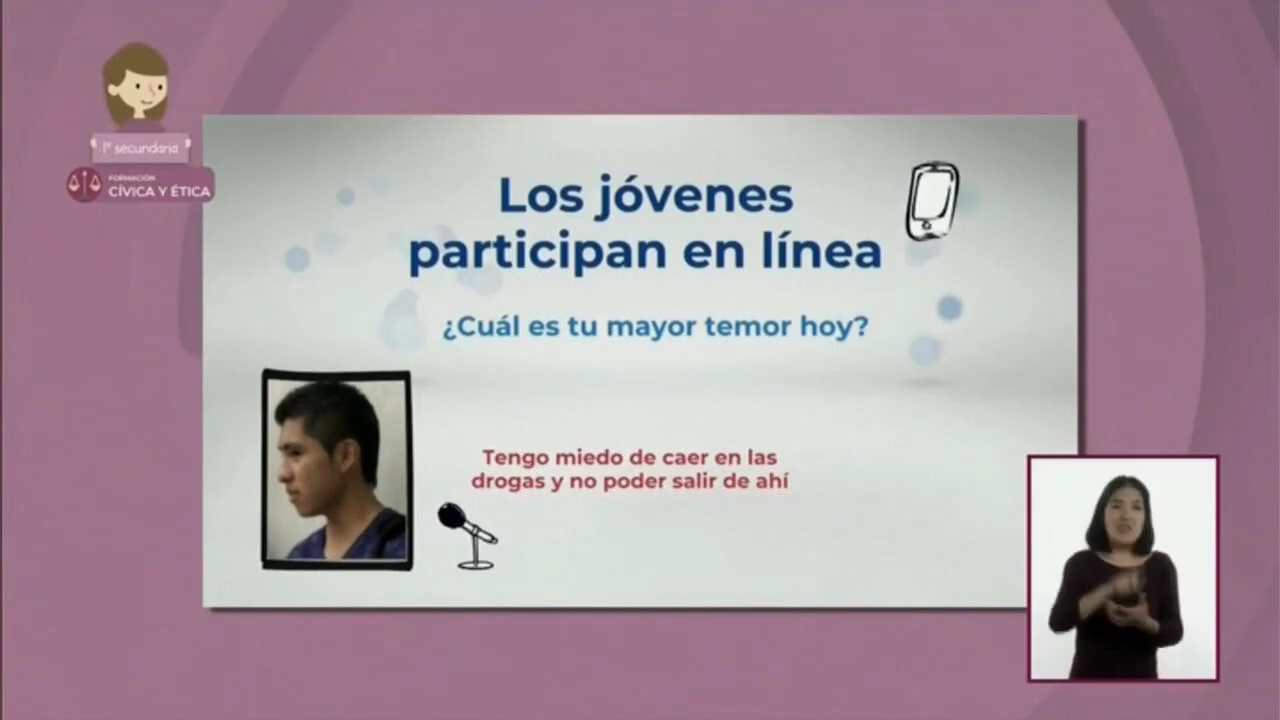 1° secundaria
FORMACIÓN
CÍVICA Y ÉTICA
Los jóvenes
participan en línea
¿Cuál es tu mayor temor hoy?
Tengo miedo de caer en las
drogas y no poder salir de ahí